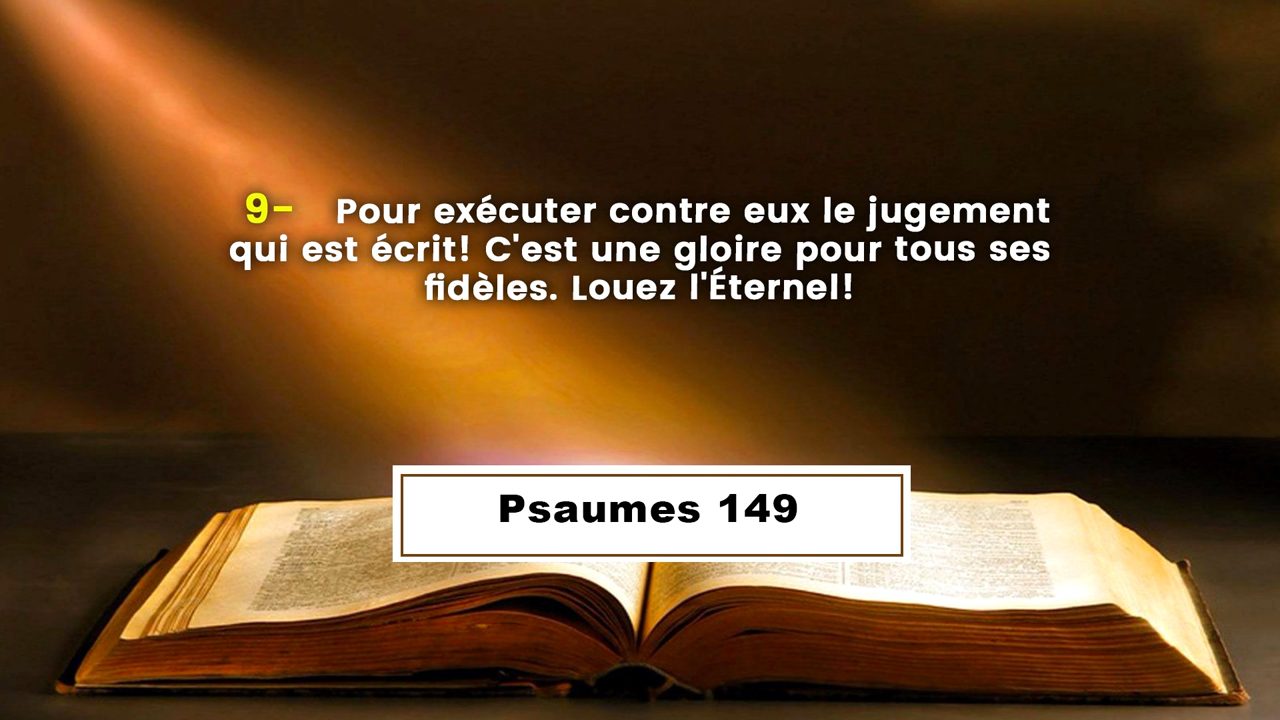 9- Pour exécuter contre eux le jugement
qui est écrit! C'est une gloire pour tous ses
fidèles. Louez l'Éternel!
Psaumes 149